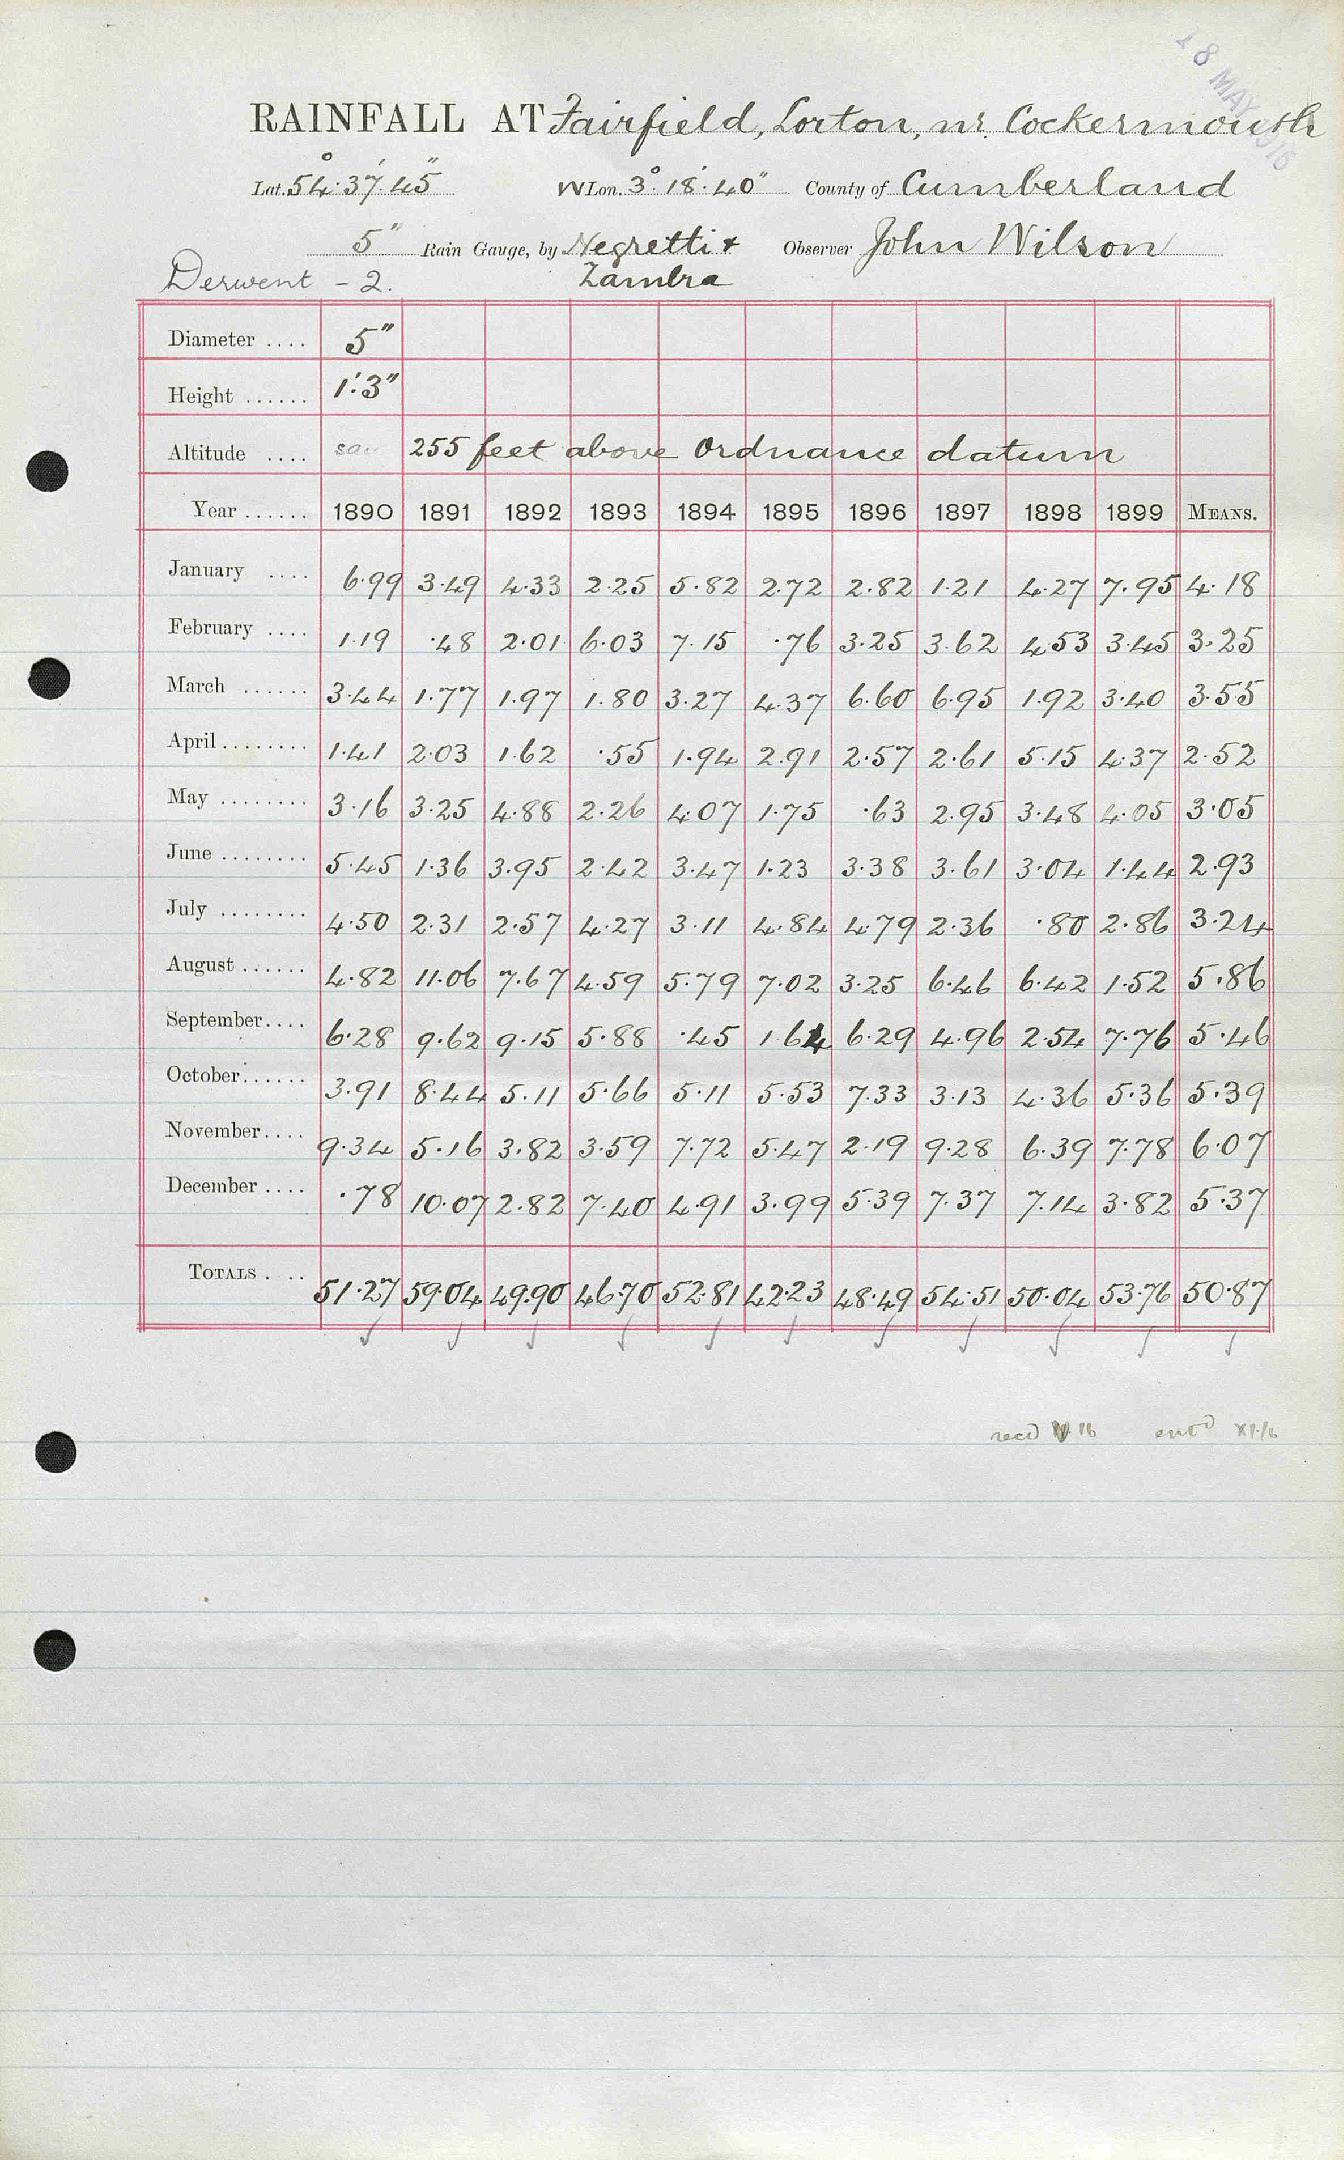 18 MAY 1916
RAINFALL AT Fairfield, Lorton, nr. Cockermouth
Lat. 54° 37' 45" W Lon. 3° 18' 40" County of Cumberland
5" Rain Gauge, by Negretti & Observer John Wilson
Derwent - 2. Zambra
Diameter .... 5"
Height ...... 1' 3"
Altitude .... say 255 feet above Ordnance datum
Year ...... 1890 1891 1892 1893 1894 1895 1896 1897 1898 1899 MEANS.
January .... 6.99 3.49 4.33 2.25 5.82 2.72 2.82 1.21 4.27 7.95 4.18
February .... 1.19 .48 2.01 6.03 7.15 .76 3.25 3.62 4.53 3.45 3.25
March ...... 3.44 1.77 1.97 1.80 3.27 4.37 6.60 6.95 1.92 3.40 3.55
April ........ 1.41 2.03 1.62 .55 1.94 2.91 2.57 2.61 5.15 4.37 2.52
May ........ 3.16 3.25 4.88 2.26 4.07 1.75 .63 2.95 3.48 4.05 3.05
June ........ 5.45 1.36 3.95 2.42 3.47 1.23 3.38 3.61 3.04 1.44 2.93
July ........ 4.50 2.31 2.57 4.27 3.11 4.84 4.79 2.36 .80 2.86 3.24
August ...... 4.82 11.06 7.67 4.59 5.79 7.02 3.25 6.46 6.42 1.52 5.86
September .... 6.28 9.62 9.15 5.88 .45 1.64 6.29 4.96 2.54 7.76 5.46
October ...... 3.91 8.44 5.11 5.66 5.11 5.53 7.33 3.13 4.36 5.36 5.39
November .... 9.34 5.16 3.82 3.59 7.72 5.47 2.19 9.28 6.39 7.78 6.07
December .... .78 10.07 2.82 7.40 4.91 3.99 5.39 7.37 7.14 3.82 5.37
TOTALS .... 51.27 59.04 49.90 46.70 52.81 42.23 48.49 54.51 50.04 53.76 50.87
recd V 16 entd XI.16